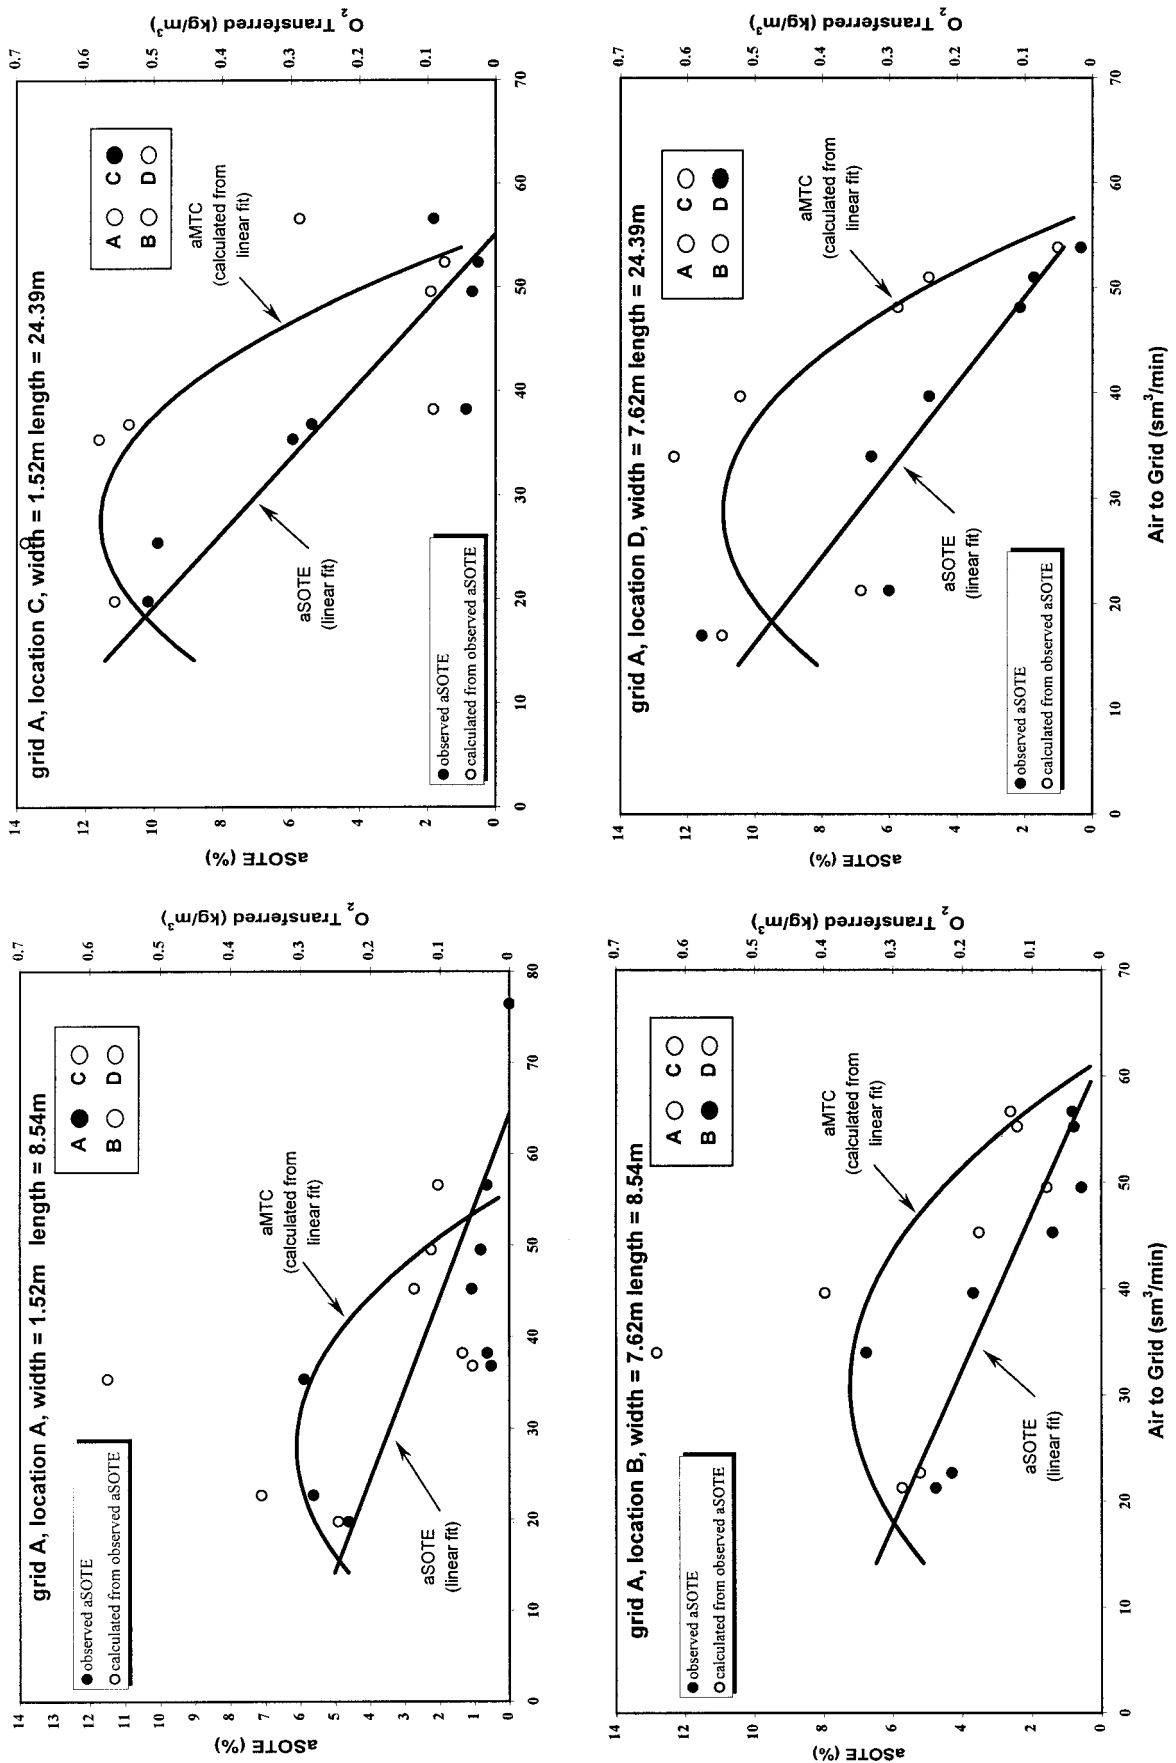 grid A, location A, width = 1.52m length = 8.54m
14
13
12
11
10
9
8
7
6
5
4
3
2
1
0
aSOTE (%)
observed aSOTE
calculated from observed aSOTE
A C
B D
aMTC
(calculated from
linear fit)
aSOTE
(linear fit)
0.7
0.6
0.5
0.4
0.3
0.2
0.1
0
O₂ Transferred (kg/m³)
0 10 20 30 40 50 60 70 80
grid A, location C, width = 1.52m length = 24.39m
14
12
10
8
6
4
2
0
aSOTE (%)
A C
B D
aMTC
(calculated from
linear fit)
aSOTE
(linear fit)
observed aSOTE
calculated from observed aSOTE
0.7
0.6
0.5
0.4
0.3
0.2
0.1
0
O₂ Transferred (kg/m³)
0 10 20 30 40 50 60 70
grid A, location B, width = 7.62m length = 8.54m
14
12
10
8
6
4
2
0
aSOTE (%)
observed aSOTE
calculated from observed aSOTE
A C
B D
aMTC
(calculated from
linear fit)
aSOTE
(linear fit)
0.7
0.6
0.5
0.4
0.3
0.2
0.1
0
O₂ Transferred (kg/m³)
0 10 20 30 40 50 60 70
Air to Grid (sm³/min)
grid A, location D, width = 7.62m length = 24.39m
14
12
10
8
6
4
2
0
aSOTE (%)
A C
B D
aMTC
(calculated from
linear fit)
aSOTE
(linear fit)
observed aSOTE
calculated from observed aSOTE
0.7
0.6
0.5
0.4
0.3
0.2
0.1
0
O₂ Transferred (kg/m³)
0 10 20 30 40 50 60 70
Air to Grid (sm³/min)